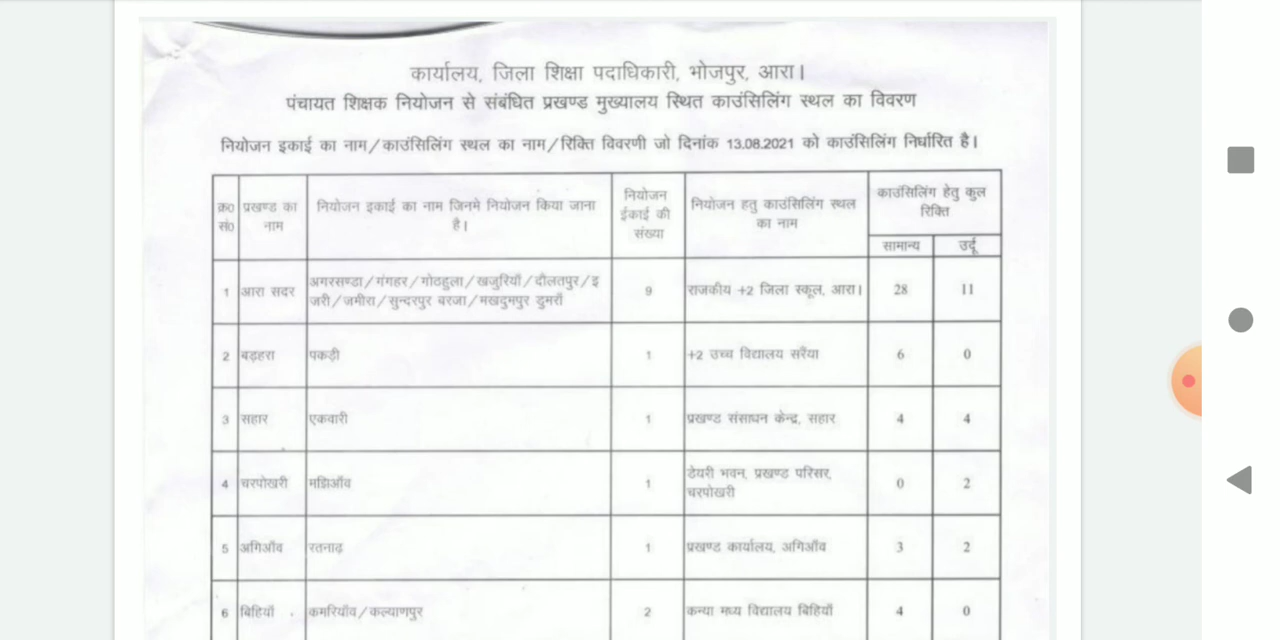 कार्यालय, जिला शिक्षा पदाधिकारी, भोजपुर, आरा।
पंचायत शिक्षक नियोजन से संबंधित प्रखण्ड मुख्यालय स्थित काउंसिलिंग स्थल का विवरण
नियोजन इकाई का नाम/काउंसिलिंग स्थल का नाम/रिक्ति विवरणी जो दिनांक 13.08.2021 को काउंसिलिंग निर्धारित है।
क्र० सं०
प्रखण्ड का नाम
नियोजन इकाई का नाम जिनमे नियोजन किया जाना है।
नियोजन ईकाई की संख्या
नियोजन हतु काउंसिलिंग स्थल का नाम
काउंसिलिंग हेतु कुल रिक्ति
सामान्य उर्दू
1 आरा सदर अगरसण्डा/गंगहर/गोठहुला/खजुरियाँ/दौलतपुर/इ 9 राजकीय +2 जिला स्कूल, आरा। 28 11
जरी/जमीरा/सुन्दरपुर बरजा/मखदुमपुर डुमराँ
2 बड़हरा पकड़ी 1 +2 उच्च विद्यालय सरैंया 6 0
3 सहार एकवारी 1 प्रखण्ड संसाधन केन्द्र, सहार 4 4
4 चरपोखरी मझिआँव 1 डेयरी भवन, प्रखण्ड परिसर, 0 2
चरपोखरी
5 अगिआँव रतनाढ़ 1 प्रखण्ड कार्यालय, अगिआँव 3 2
6 बिहियाँ कमरियाँव/कल्याणपुर 2 कन्या मध्य विद्यालय बिहियाँ 4 0